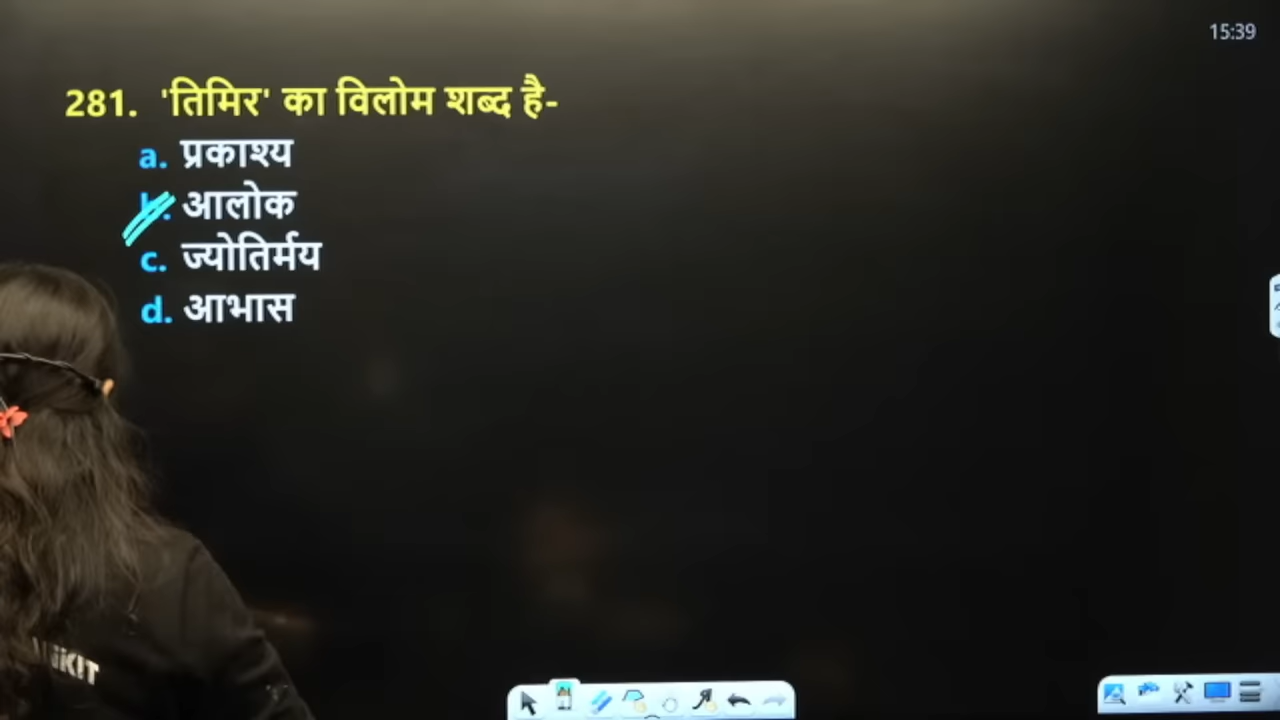 15:39
281. 'तिमिर' का विलोम शब्द है-
a. प्रकाश्य
b. आलोक
c. ज्योतिर्मय
d. आभास